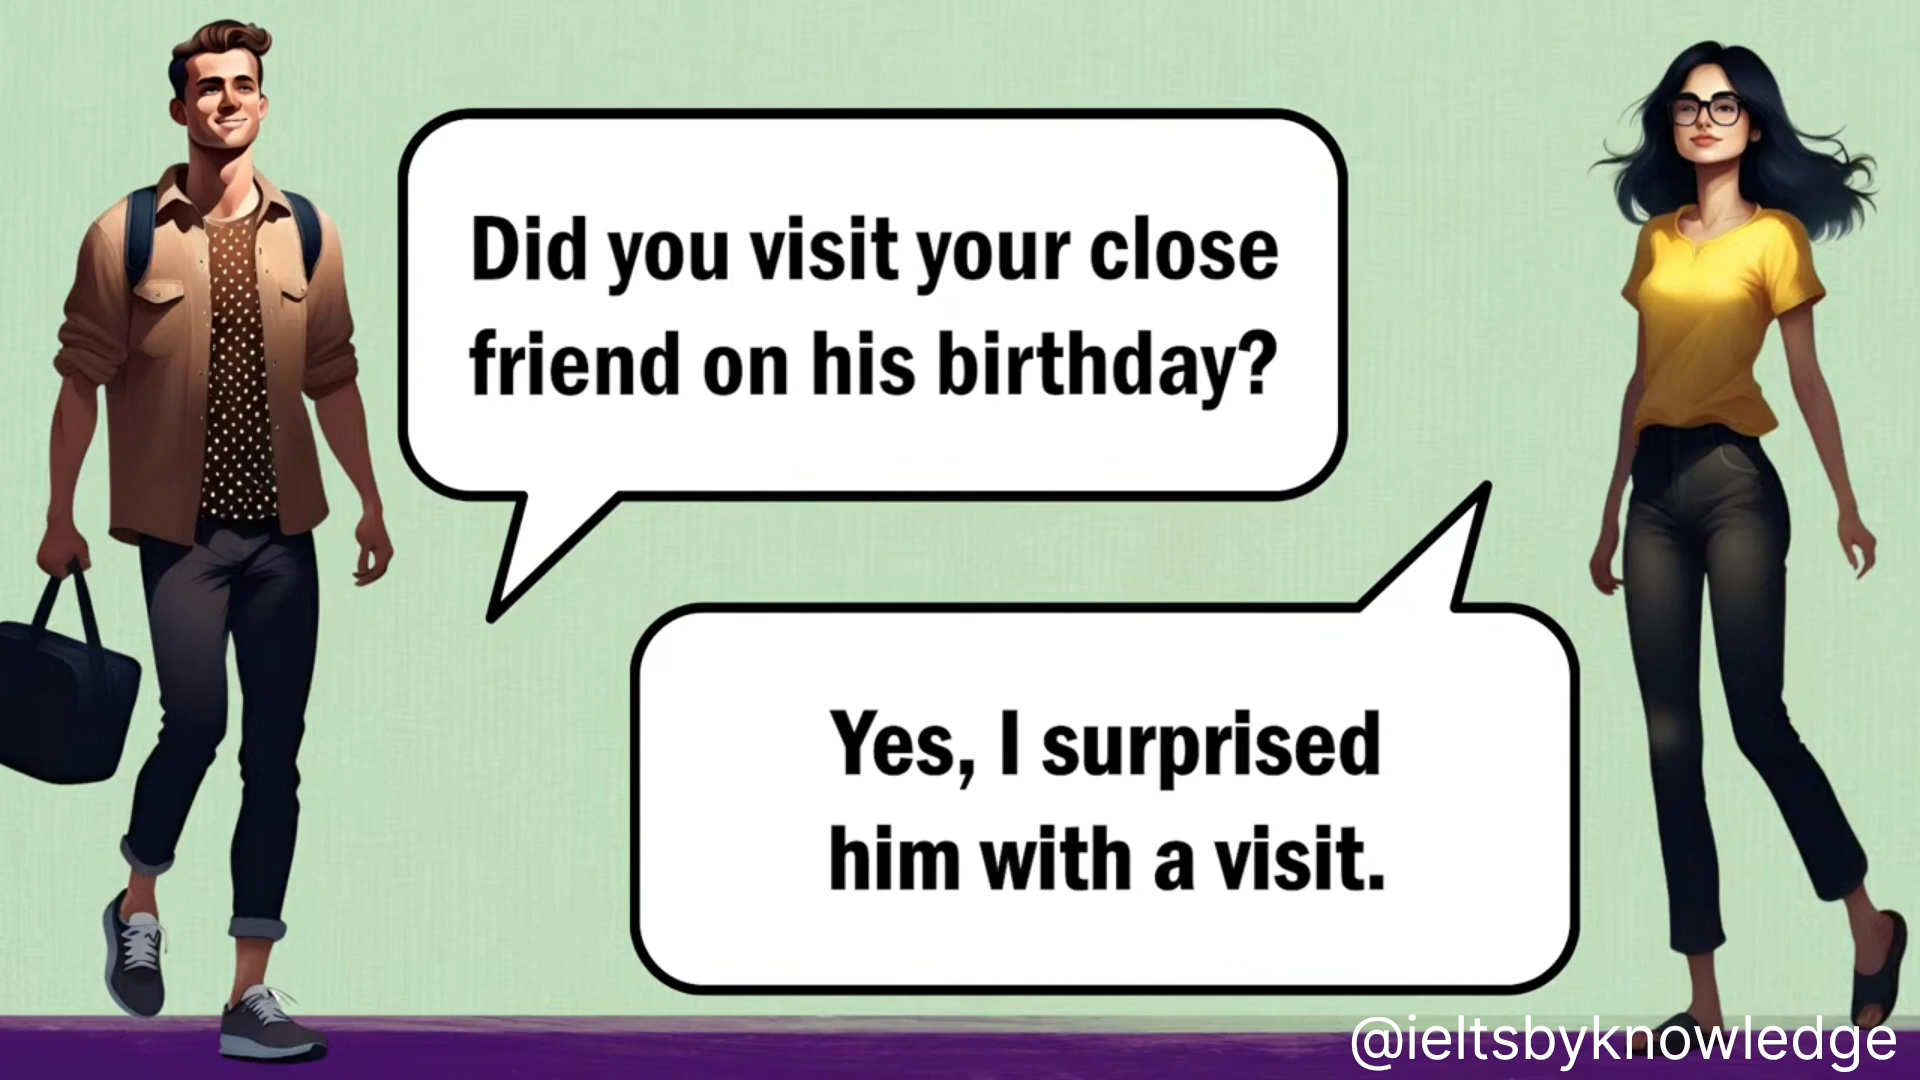 Did you visit your close
friend on his birthday?
Yes, I surprised
him with a visit.
@ieltsbyknowledge